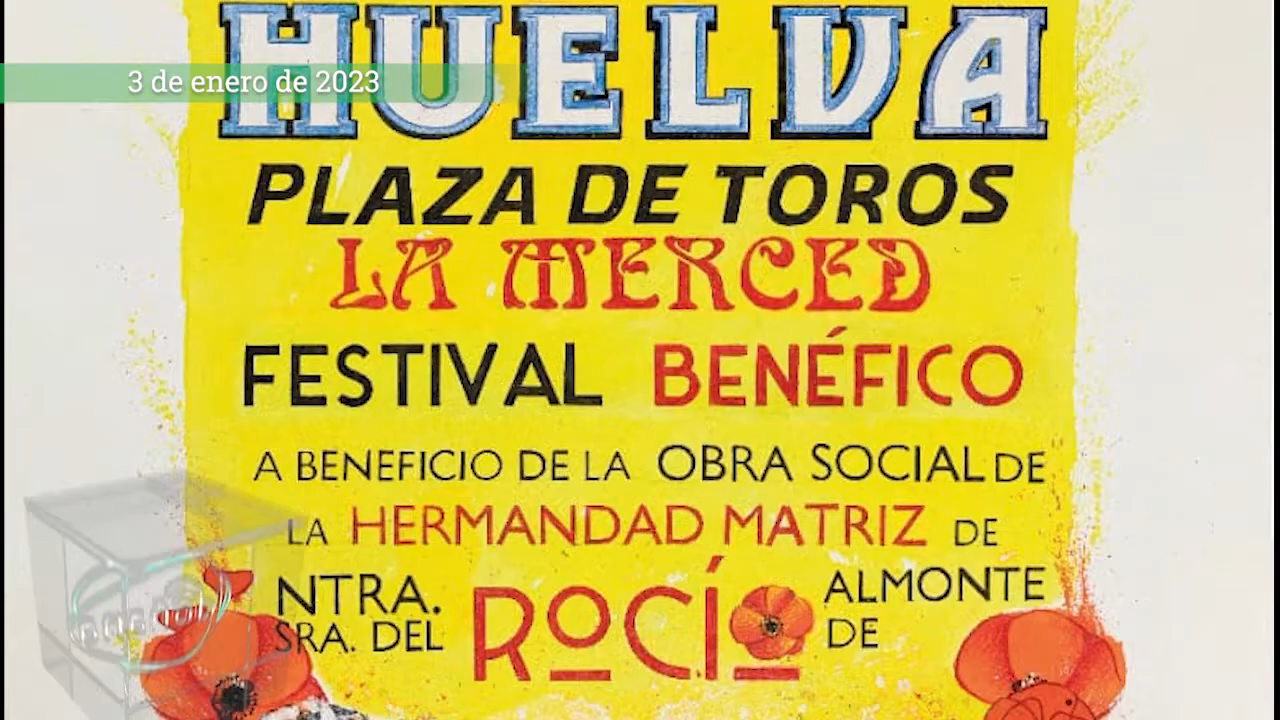 HUELVA
3 de enero de 2023
PLAZA DE TOROS
LA MERCED
FESTIVAL BENÉFICO
A BENEFICIO DE LA OBRA SOCIAL DE
LA HERMANDAD MATRIZ DE
NTRA. SRA. DEL ROCÍO DE ALMONTE